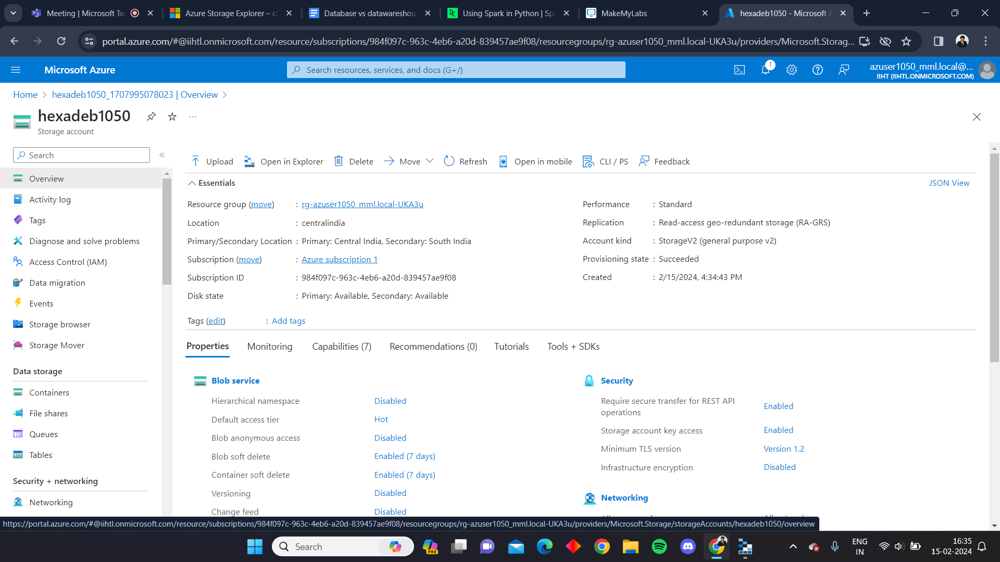 Meeting | Microsoft Te
Azure Storage Explorer – cl
Database vs datawareshou
Using Spark in Python | Sp
MakeMyLabs
hexadeb1050 - Microsoft A
portal.azure.com/#@iihtl.onmicrosoft.com/resource/subscriptions/984f097c-963c-4eb6-a20d-839457ae9f08/resourcegroups/rg-azuser1050_mml.local-UKA3u/providers/Microsoft.Storag...
Microsoft Azure
Search resources, services, and docs (G+/)
1
azuser1050_mml.local@...
IIHT (IIHTL.ONMICROSOFT.COM)
Home > hexadeb1050_1707995078023 | Overview >
hexadeb1050
Storage account
Search
Overview
Activity log
Tags
Diagnose and solve problems
Access Control (IAM)
Data migration
Events
Storage browser
Storage Mover
Data storage
Containers
File shares
Queues
Tables
Security + networking
Networking
Upload Open in Explorer Delete Move Refresh Open in mobile CLI / PS Feedback
Essentials
JSON View
Resource group (move) : rg-azuser1050_mml.local-UKA3u
Location : centralindia
Primary/Secondary Location : Primary: Central India, Secondary: South India
Subscription (move) : Azure subscription 1
Subscription ID : 984f097c-963c-4eb6-a20d-839457ae9f08
Disk state : Primary: Available, Secondary: Available
Performance : Standard
Replication : Read-access geo-redundant storage (RA-GRS)
Account kind : StorageV2 (general purpose v2)
Provisioning state : Succeeded
Created : 2/15/2024, 4:34:43 PM
Tags (edit) : Add tags
Properties Monitoring Capabilities (7) Recommendations (0) Tutorials Tools + SDKs
Blob service
Hierarchical namespace Disabled
Default access tier Hot
Blob anonymous access Disabled
Blob soft delete Enabled (7 days)
Container soft delete Enabled (7 days)
Versioning Disabled
Change feed Disabled
Security
Require secure transfer for REST API
operations Enabled
Storage account key access Enabled
Minimum TLS version Version 1.2
Infrastructure encryption Disabled
Networking
https://portal.azure.com/#@iihtl.onmicrosoft.com/resource/subscriptions/984f097c-963c-4eb6-a20d-839457ae9f08/resourcegroups/rg-azuser1050_mml.local-UKA3u/providers/Microsoft.Storage/storageAccounts/hexadeb1050/overview
Search
PRE
ENG
IN
16:35
15-02-2024